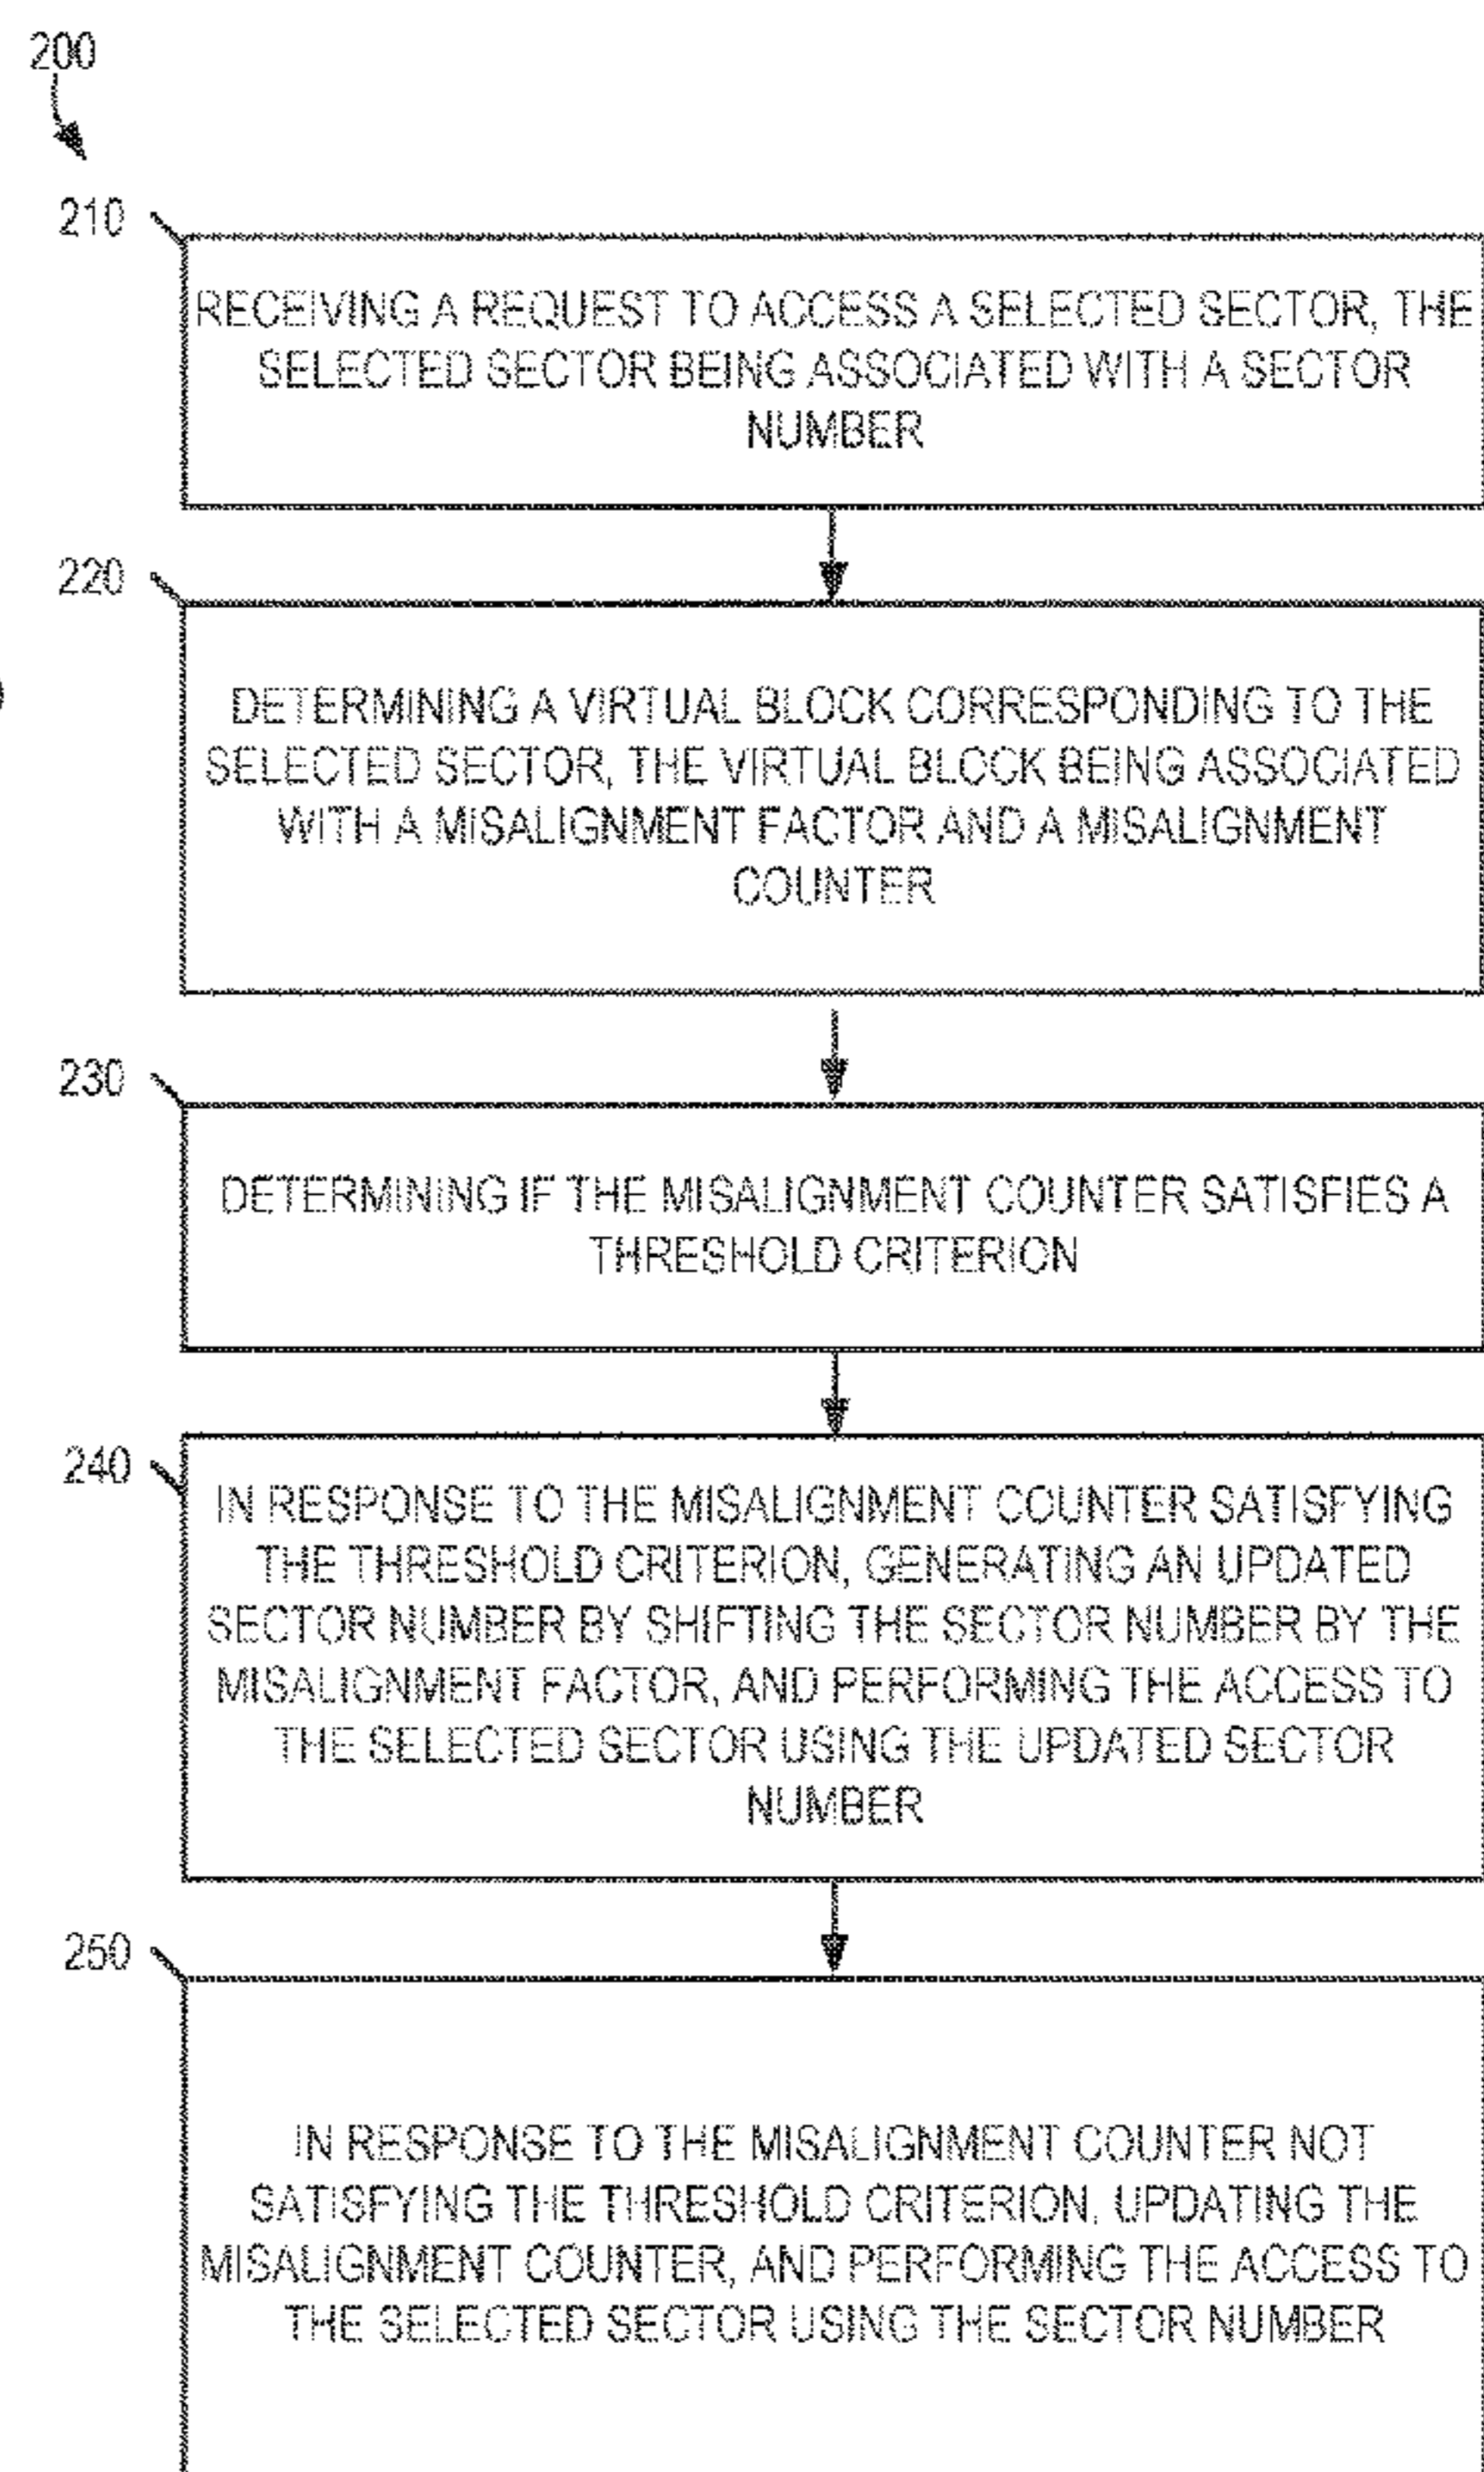 200
210
RECEIVING A REQUEST TO ACCESS A SELECTED SECTOR, THE
SELECTED SECTOR BEING ASSOCIATED WITH A SECTOR
NUMBER
220
DETERMINING A VIRTUAL BLOCK CORRESPONDING TO THE
SELECTED SECTOR, THE VIRTUAL BLOCK BEING ASSOCIATED
WITH A MISALIGNMENT FACTOR AND A MISALIGNMENT
COUNTER
230
DETERMINING IF THE MISALIGNMENT COUNTER SATISFIES A
THRESHOLD CRITERION
240
IN RESPONSE TO THE MISALIGNMENT COUNTER SATISFYING
THE THRESHOLD CRITERION, GENERATING AN UPDATED
SECTOR NUMBER BY SHIFTING THE SECTOR NUMBER BY THE
MISALIGNMENT FACTOR, AND PERFORMING THE ACCESS TO
THE SELECTED SECTOR USING THE UPDATED SECTOR
NUMBER
250
IN RESPONSE TO THE MISALIGNMENT COUNTER NOT
SATISFYING THE THRESHOLD CRITERION, UPDATING THE
MISALIGNMENT COUNTER, AND PERFORMING THE ACCESS TO
THE SELECTED SECTOR USING THE SECTOR NUMBER